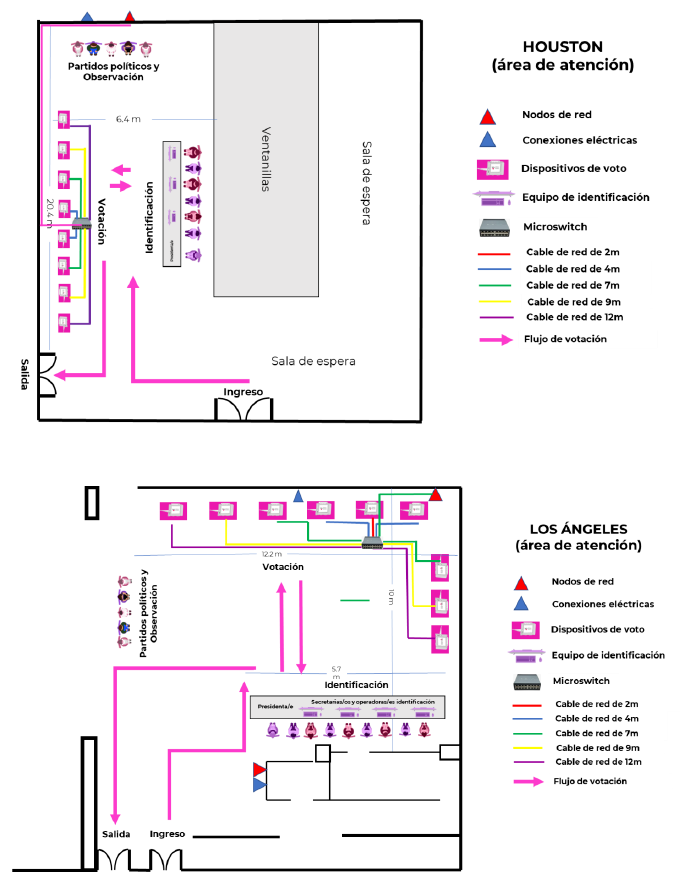 HOUSTON
(área de atención)
Partidos políticos y
Observación
6.4 m
20.4 m
Votación
Identificación
Presidenta/e
Ventanillas
Sala de espera
Sala de espera
Salida
Ingreso
Nodos de red
Conexiones eléctricas
Dispositivos de voto
Equipo de identificación
Microswitch
Cable de red de 2m
Cable de red de 4m
Cable de red de 7m
Cable de red de 9m
Cable de red de 12m
Flujo de votación
LOS ÁNGELES
(área de atención)
12.2 m
Votación
10 m
Partidos políticos y
Observación
5.7
m
Identificación
Presidenta/e
Secretarias/os y operadoras/es identificación
Salida
Ingreso
Nodos de red
Conexiones eléctricas
Dispositivos de voto
Equipo de identificación
Microswitch
Cable de red de 2m
Cable de red de 4m
Cable de red de 7m
Cable de red de 9m
Cable de red de 12m
Flujo de votación